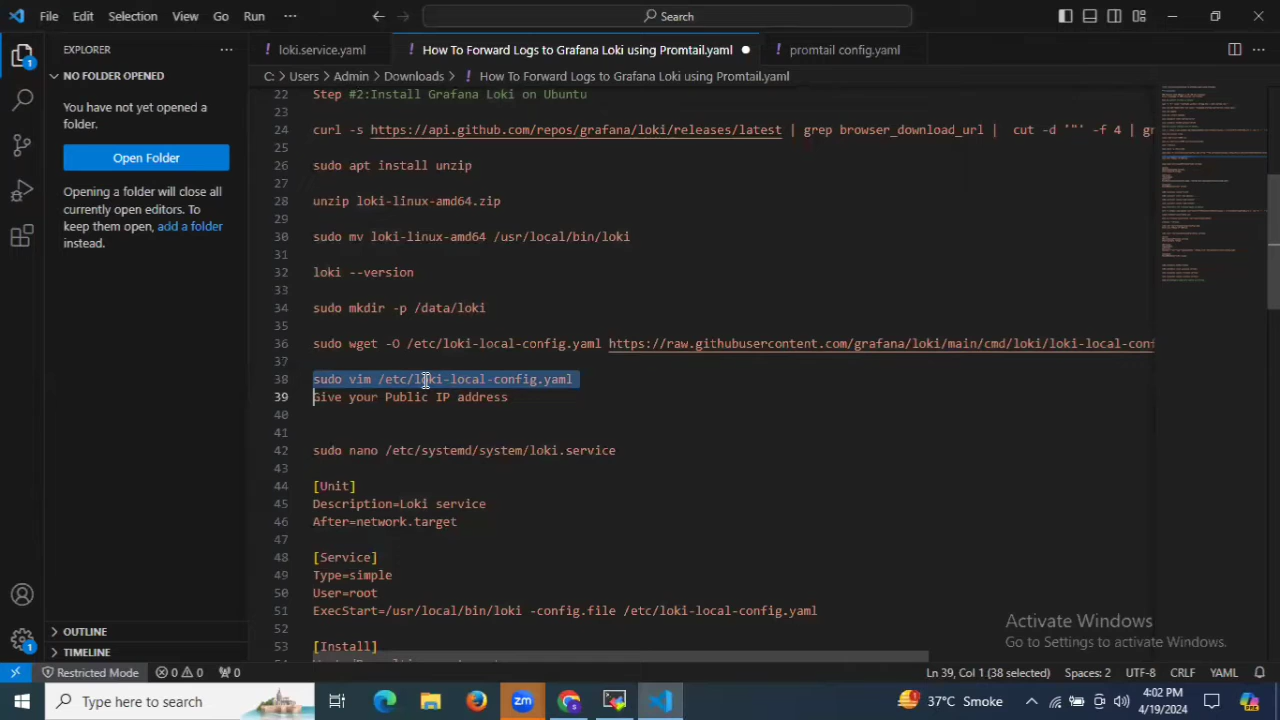 File Edit Selection View Go Run ··· Search
EXPLORER ··· loki.service.yaml How To Forward Logs to Grafana Loki using Promtail.yaml promtail config.yaml
NO FOLDER OPENED
C: > Users > Admin > Downloads > ! How To Forward Logs to Grafana Loki using Promtail.yaml
You have not yet opened a
folder.
Open Folder
Opening a folder will close all
currently open editors. To
keep them open, add a folder
instead.
22 Step #2:Install Grafana Loki on Ubuntu
23
24 -s https://api.github.com/repos/grafana/loki/releases/latest | grep browser_download_url | cut -d '"' -f 4 |
25
26 sudo apt install unzip
27
28 unzip loki-linux-amd64.zip
29
30 sudo mv loki-linux-amd64 /usr/local/bin/loki
31
32 loki --version
33
34 sudo mkdir -p /data/loki
35
36 sudo wget -O /etc/loki-local-config.yaml https://raw.githubusercontent.com/grafana/loki/main/cmd/loki/loki-local-conf
37
38 sudo vim /etc/loki-local-config.yaml
39 Give your Public IP address
40
41
42 sudo nano /etc/systemd/system/loki.service
43
44 [Unit]
45 Description=Loki service
46 After=network.target
47
48 [Service]
49 Type=simple
50 User=root
51 ExecStart=/usr/local/bin/loki -config.file /etc/loki-local-config.yaml
52
53 [Install]
OUTLINE
TIMELINE
Activate Windows
Go to Settings to activate Windows.
Restricted Mode 0 0 0 Ln 39, Col 1 (38 selected) Spaces: 2 UTF-8 CRLF YAML
Type here to search zm 37°C Smoke 4:02 PM
4/19/2024